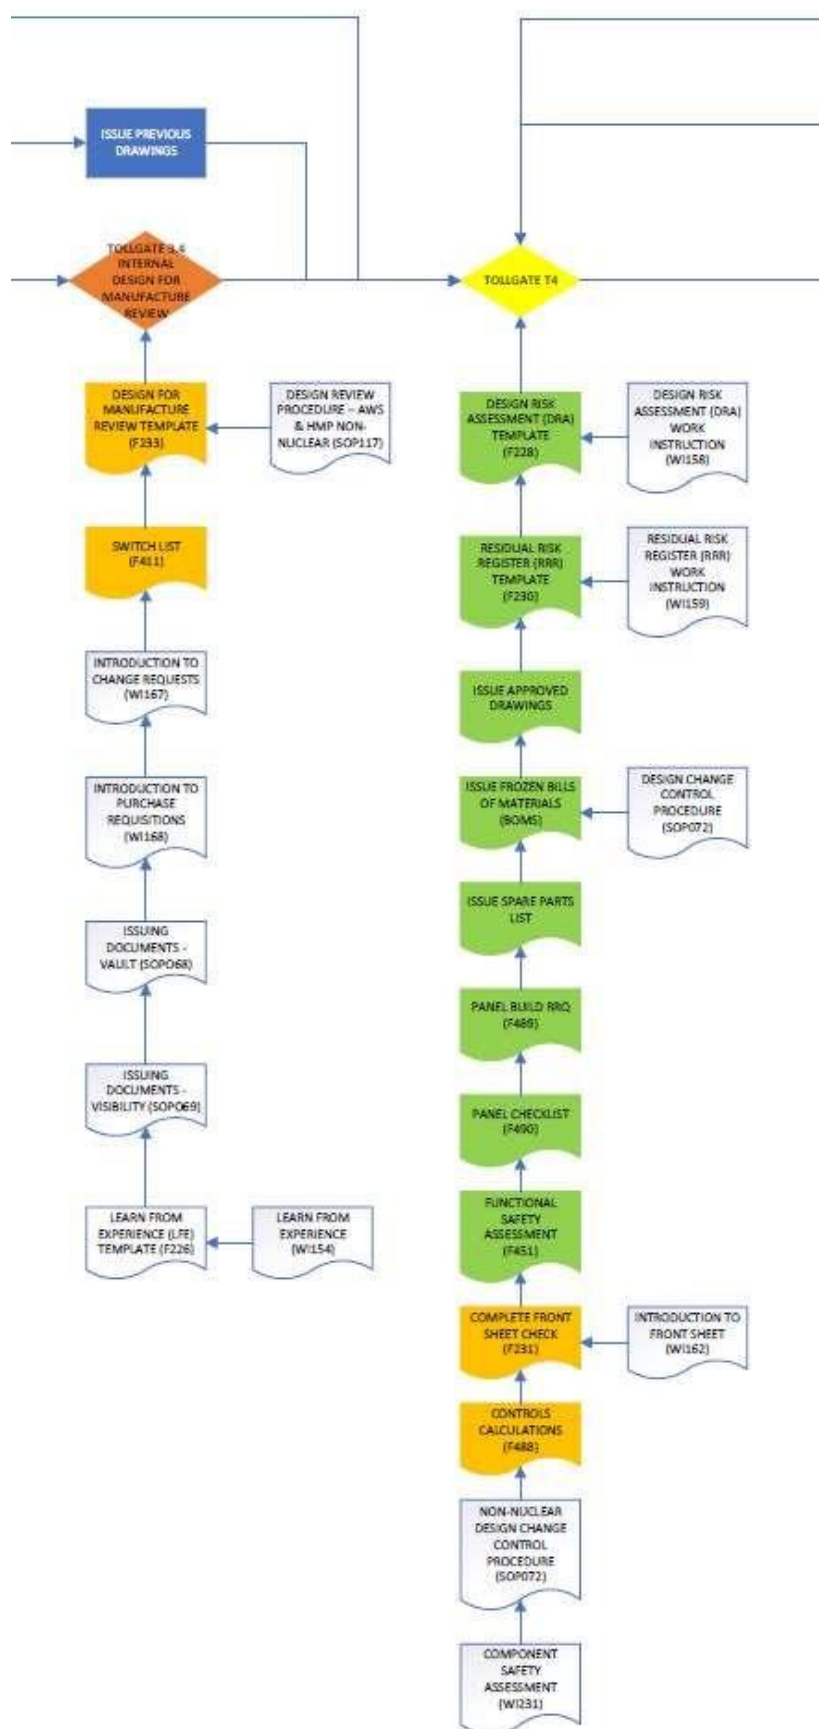 ISSUE PREVIOUS
DRAWINGS
TOLLGATE 3.4
INTERNAL
DESIGN FOR
MANUFACTURE
REVIEW
TOLLGATE T4
DESIGN FOR
MANUFACTURE
REVIEW TEMPLATE
(F233)
DESIGN REVIEW
PROCEDURE – AWS
& HMP NON-
NUCLEAR (SOP117)
DESIGN RISK
ASSESSMENT (DRA)
TEMPLATE
(F228)
DESIGN RISK
ASSESSMENT (DRA)
WORK
INSTRUCTION
(WI158)
SWITCH LIST
(F411)
RESIDUAL RISK
REGISTER (RRR)
TEMPLATE
(F230)
RESIDUAL RISK
REGISTER (RRR)
WORK
INSTRUCTION
(WI159)
INTRODUCTION TO
CHANGE REQUESTS
(WI167)
ISSUE APPROVED
DRAWINGS
INTRODUCTION TO
PURCHASE
REQUISITIONS
(WI168)
ISSUE FROZEN BILLS
OF MATERIALS
(BOMS)
DESIGN CHANGE
CONTROL
PROCEDURE
(SOP072)
ISSUING
DOCUMENTS -
VAULT (SOPO68)
ISSUE SPARE PARTS
LIST
PANEL BUILD RRQ
(F489)
ISSUING
DOCUMENTS -
VISIBILITY (SOPO69)
PANEL CHECKLIST
(F490)
LEARN FROM
EXPERIENCE (LFE)
TEMPLATE (F226)
LEARN FROM
EXPERIENCE
(WI154)
FUNCTIONAL
SAFETY
ASSESSMENT
(F451)
COMPLETE FRONT
SHEET CHECK
(F231)
INTRODUCTION TO
FRONT SHEET
(WI162)
CONTROLS
CALCULATIONS
(F488)
NON-NUCLEAR
DESIGN CHANGE
CONTROL
PROCEDURE
(SOP072)
COMPONENT
SAFETY
ASSESSMENT
(WI231)